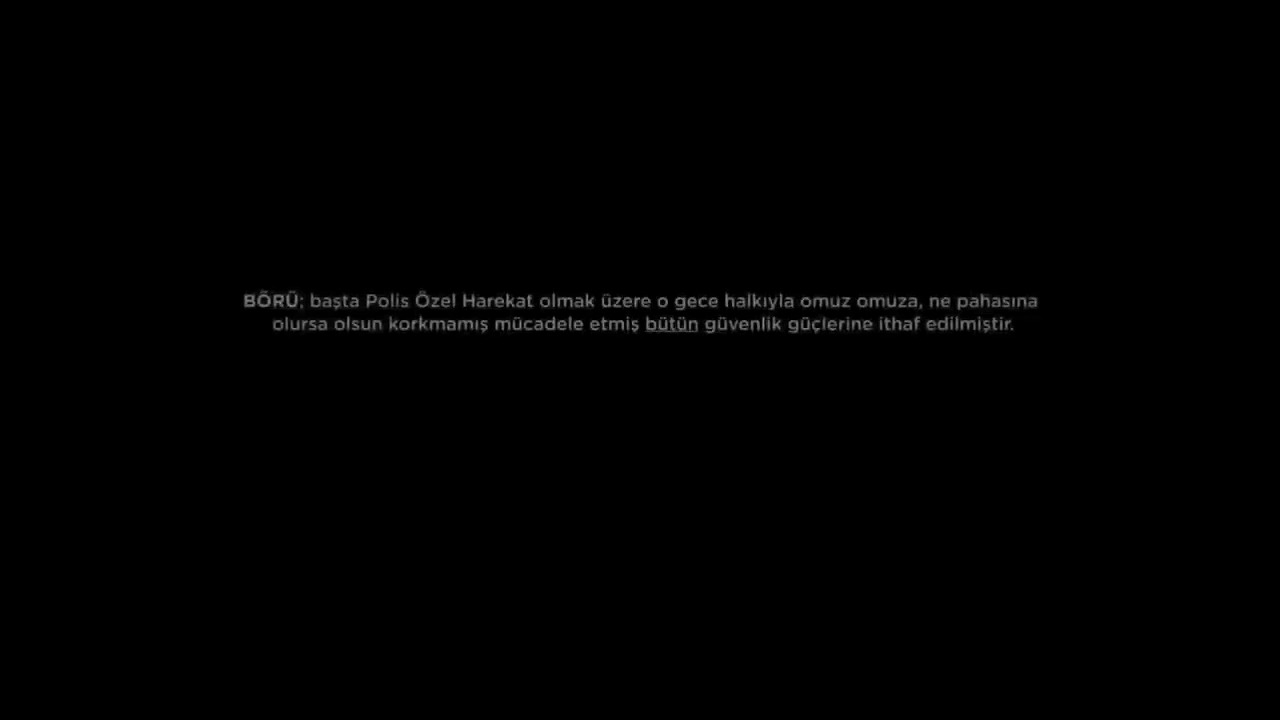 BÖRÜ; başta Polis Özel Harekat olmak üzere o gece halkıyla omuz omuza, ne pahasına
olursa olsun korkmamış mücadele etmiş bütün güvenlik güçlerine ithaf edilmiştir.